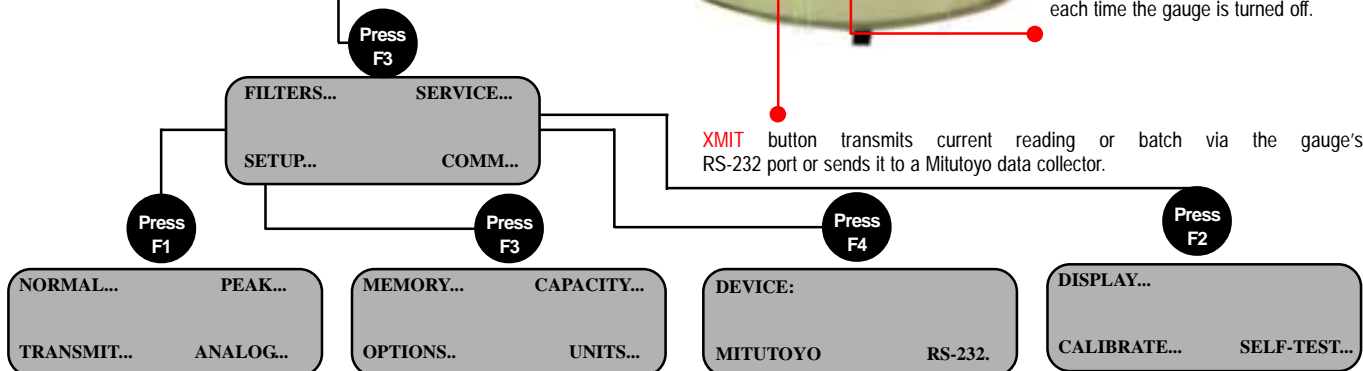 each time the gauge is turned off.
Press
F3
FILTERS... SERVICE...
SETUP... COMM...
XMIT button transmits current reading or batch via the gauge's
RS-232 port or sends it to a Mitutoyo data collector.
Press
F1
Press
F3
Press
F4
Press
F2
NORMAL... PEAK...
TRANSMIT... ANALOG...
MEMORY... CAPACITY...
OPTIONS.. UNITS...
DEVICE:
MITUTOYO RS-232.
DISPLAY...
CALIBRATE... SELF-TEST...